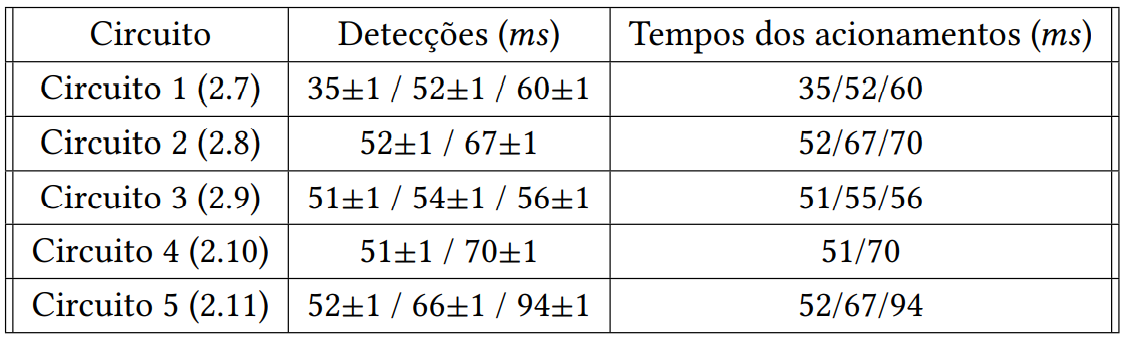 Circuito Detecções (ms) Tempos dos acionamentos (ms)
Circuito 1 (2.7) 35±1 / 52±1 / 60±1 35/52/60
Circuito 2 (2.8) 52±1 / 67±1 52/67/70
Circuito 3 (2.9) 51±1 / 54±1 / 56±1 51/55/56
Circuito 4 (2.10) 51±1 / 70±1 51/70
Circuito 5 (2.11) 52±1 / 66±1 / 94±1 52/67/94